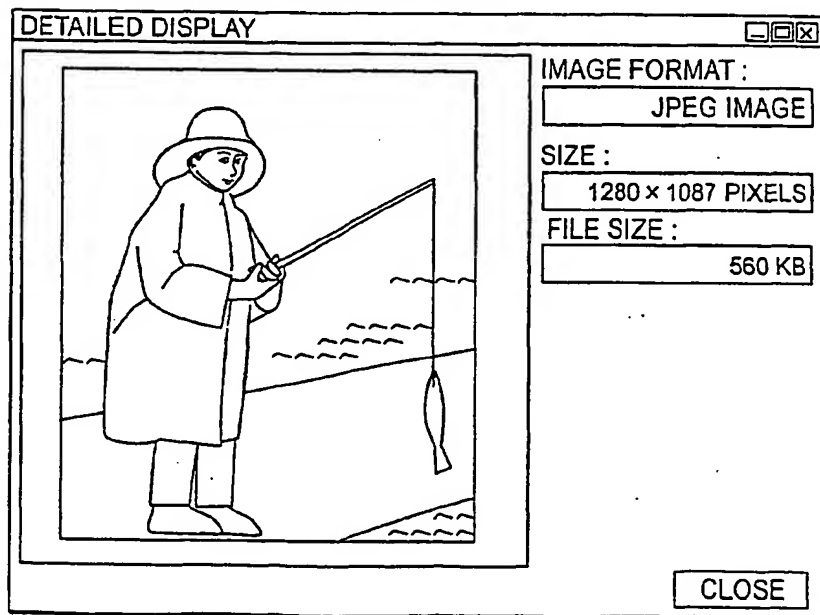 DETAILED DISPLAY
IMAGE FORMAT :
JPEG IMAGE
SIZE :
1280 × 1087 PIXELS
FILE SIZE :
560 KB
CLOSE